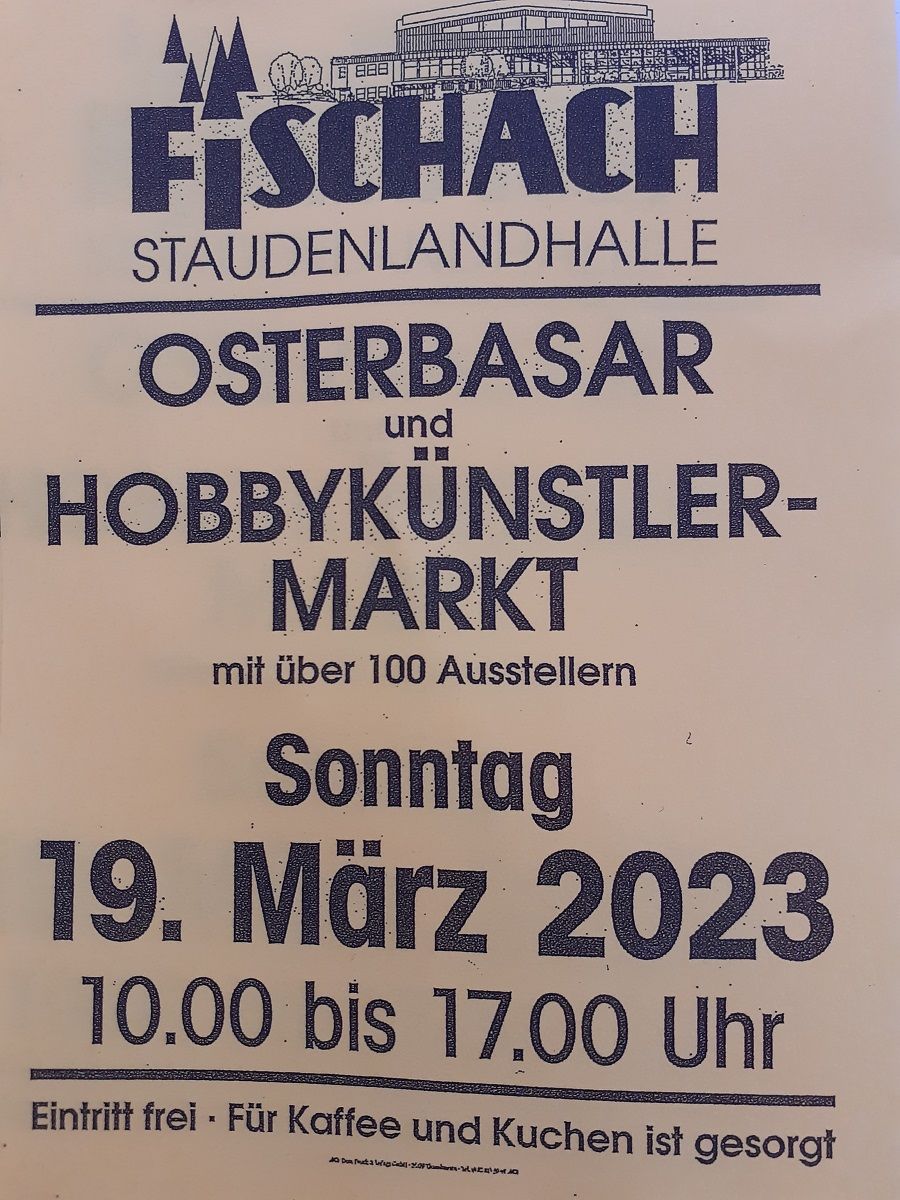 FiSCHACH
STAUDENLANDHALLE
OSTERBASAR
und
HOBBYKÜNSTLER-
MARKT
mit über 100 Ausstellern
Sonntag
19. März 2023
10.00 bis 17.00 Uhr
Eintritt frei · Für Kaffee und Kuchen ist gesorgt